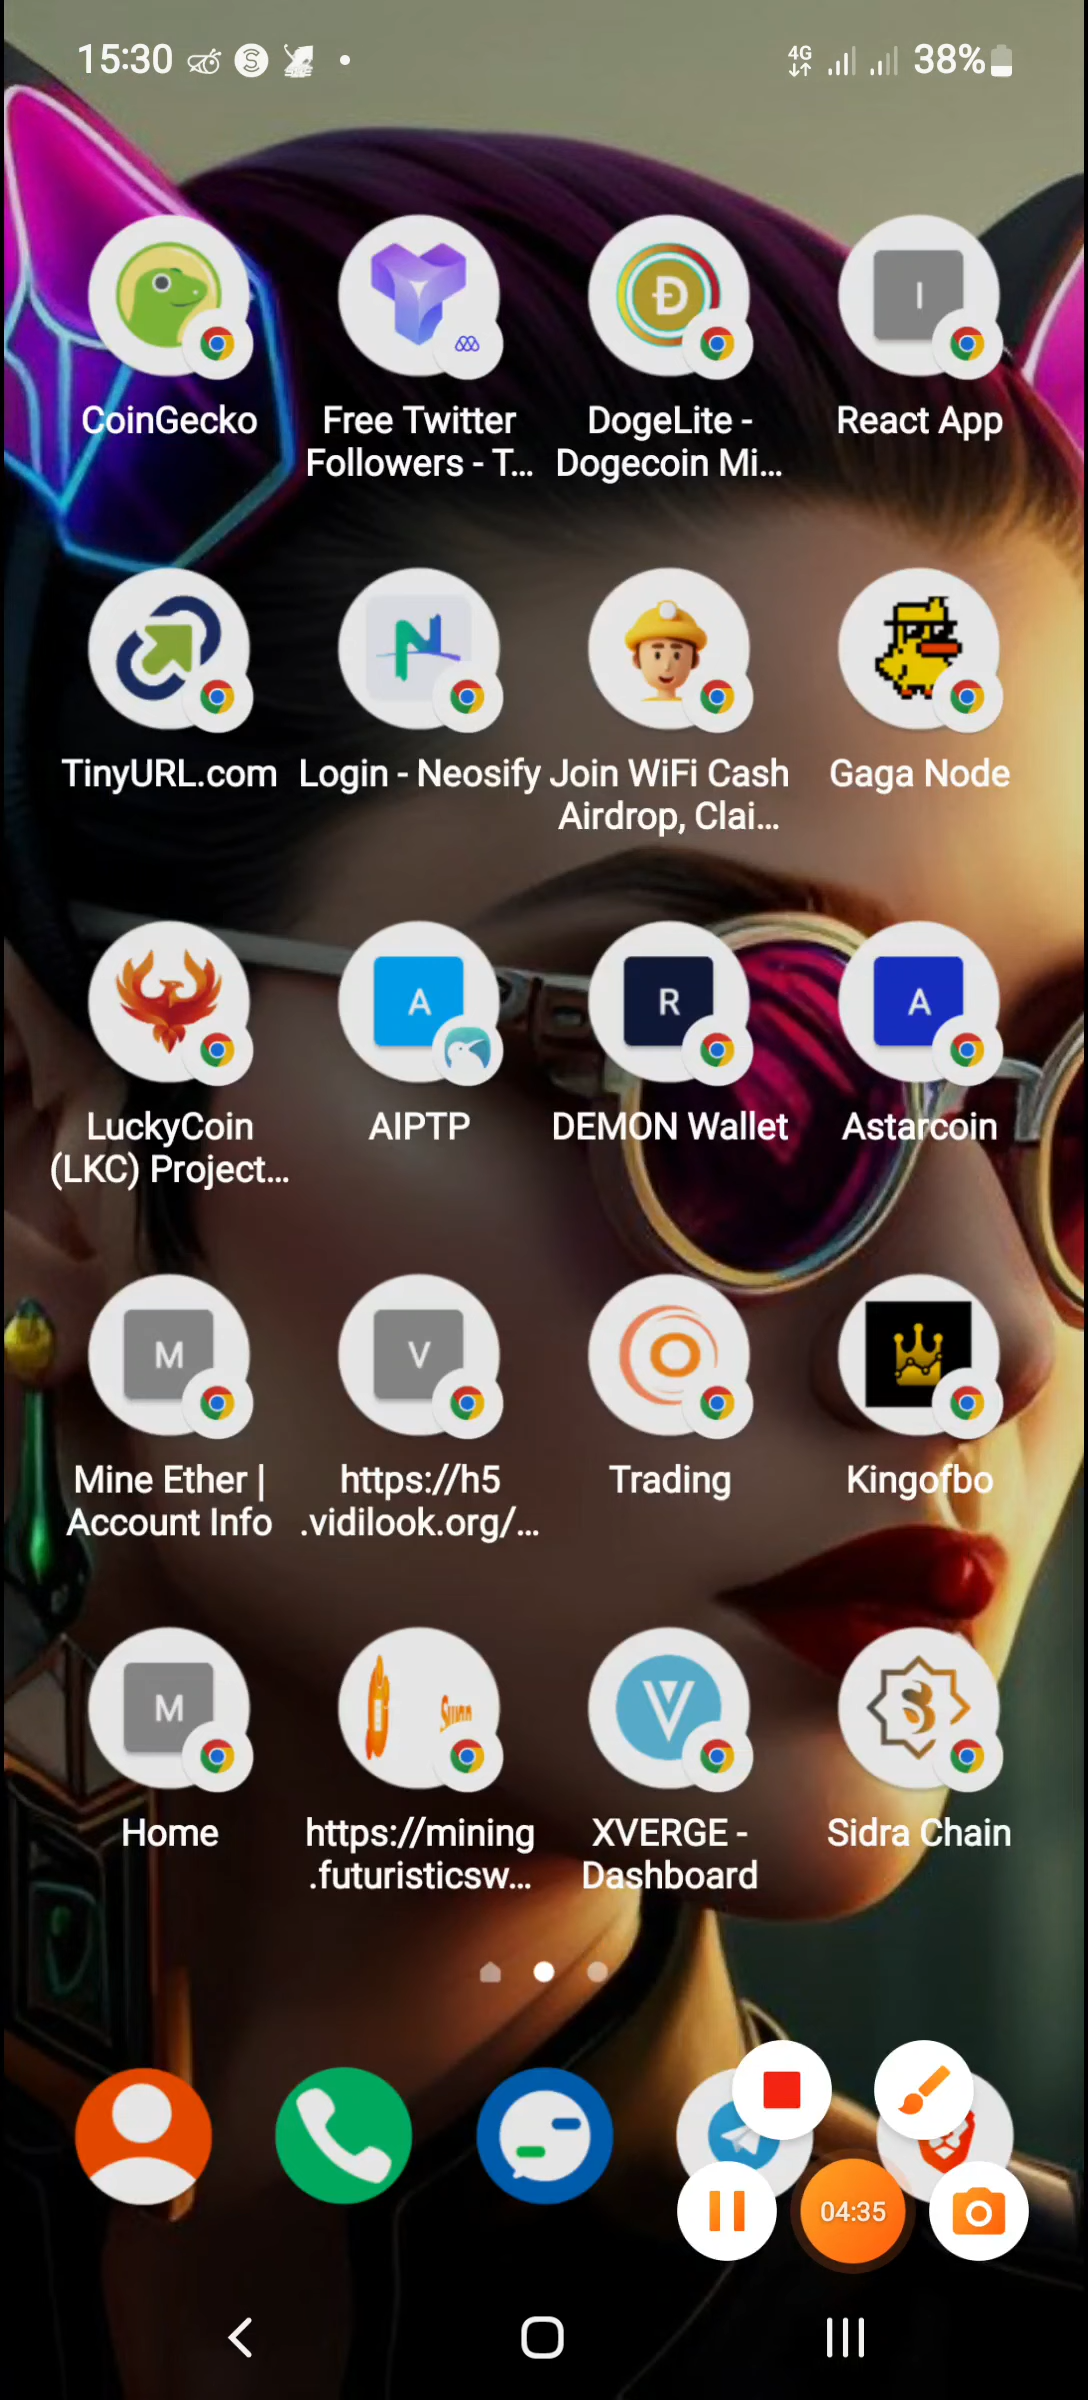 15:30
4G
38%
I
CoinGecko
Free Twitter
Followers - T...
DogeLite -
Dogecoin Mi...
React App
N
TinyURL.com
Login - Neosify
Join WiFi Cash
Airdrop, Clai...
Gaga Node
A
R
A
LuckyCoin
(LKC) Project...
AIPTP
DEMON Wallet
Astarcoin
M
V
Mine Ether |
Account Info
https://h5
.vidilook.org/...
Trading
Kingofbo
M
Home
https://mining
.futuristicsw...
XVERGE -
Dashboard
Sidra Chain
04:35